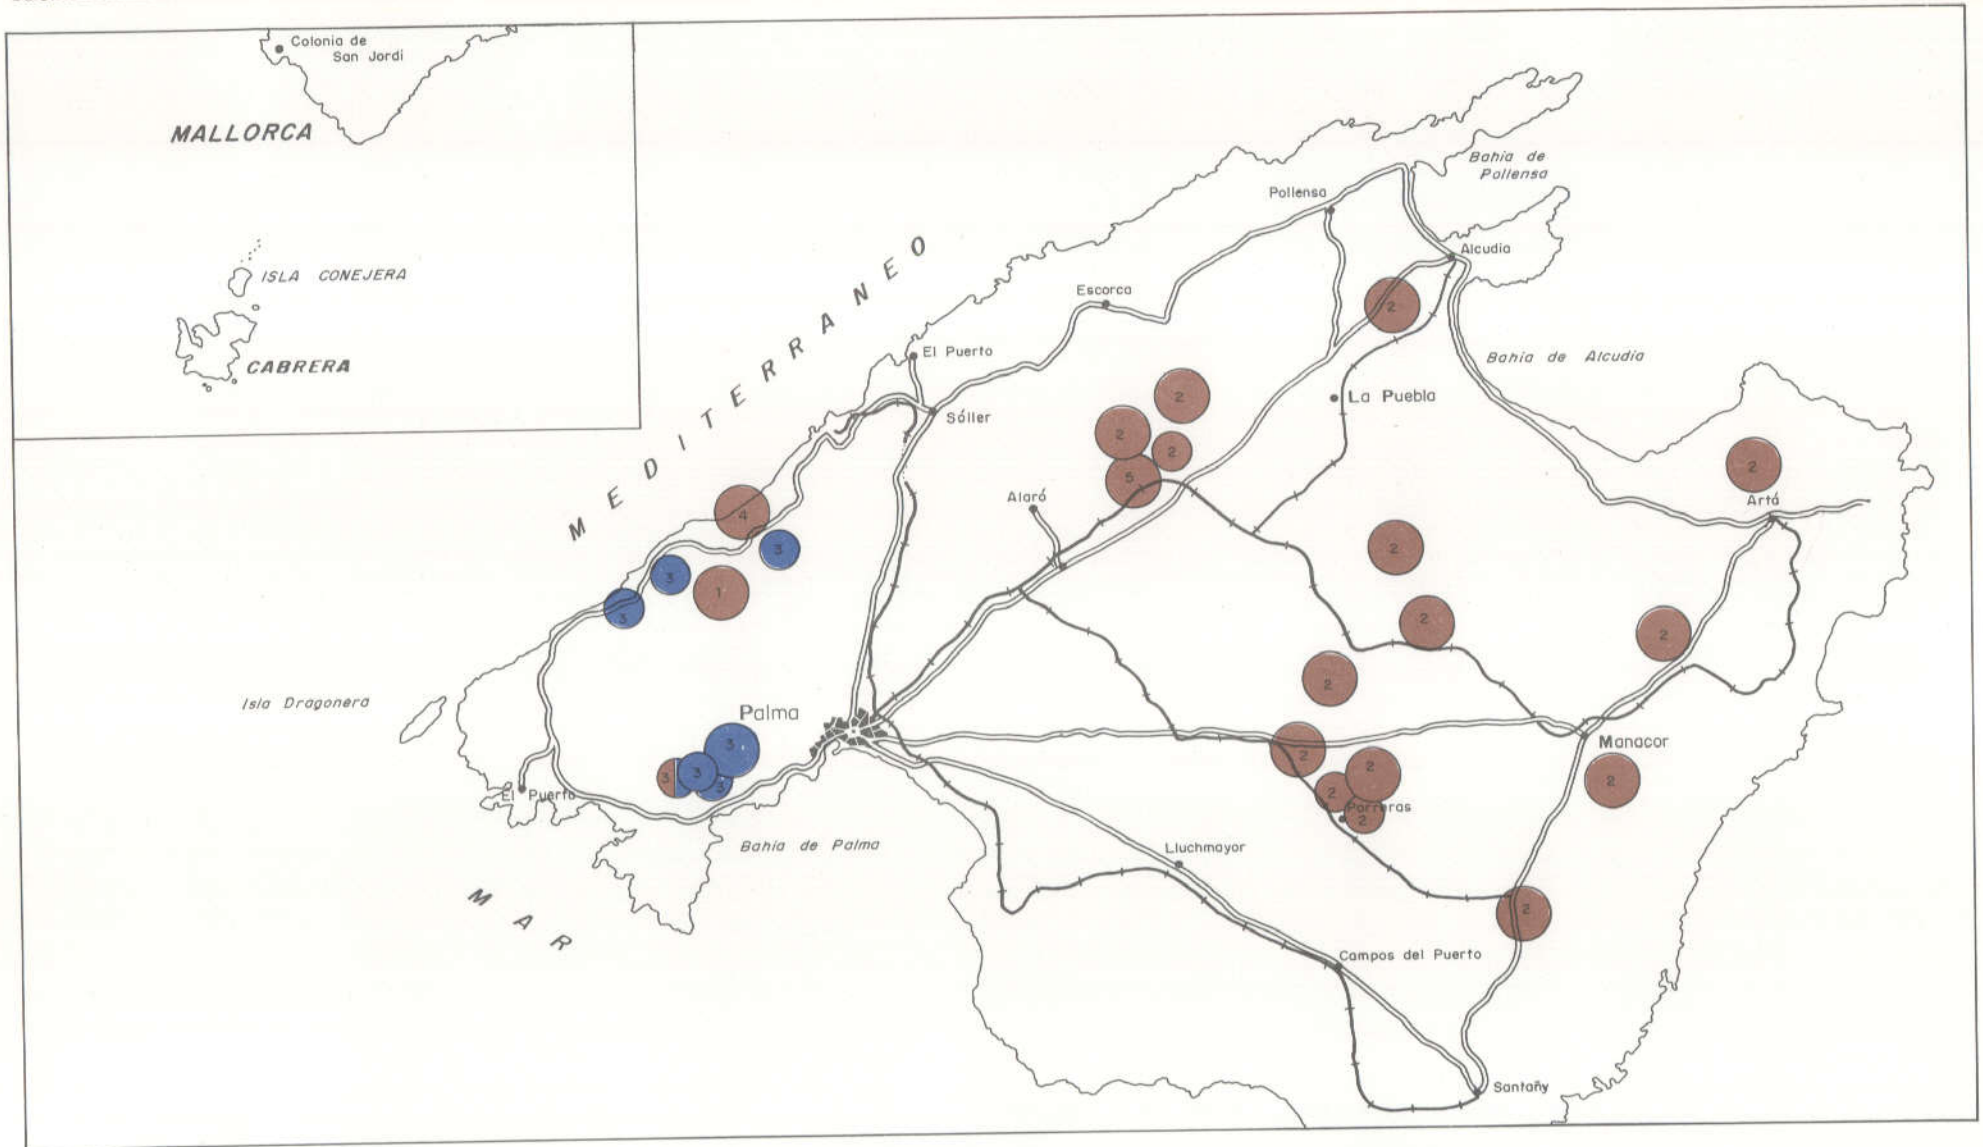 Colonia de
San Jordi
MALLORCA
ISLA CONEJERA
CABRERA
MAR MEDITERRANEO
Bahia de
Pollensa
Pollensa
Alcudia
2
Escorca
El Puerto
Bahia de Alcudia
2
La Puebla
Sóller
2
2
5
2
Artá
Alaró
4
3
2
3
1
3
2
2
2
Isla Dragonera
Palma
3
3
3
3
El Puerto
Manacor
2
2
2
2
Porreras
2
2
Bahía de Palma
Lluchmayor
2
Campos del Puerto
Santañy